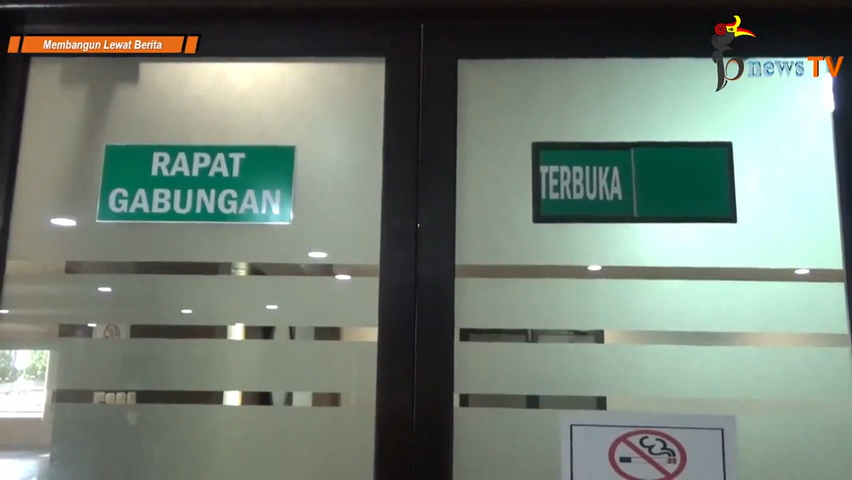 Membangun Lewat Berita
newsTV
RAPAT
GABUNGAN
TERBUKA